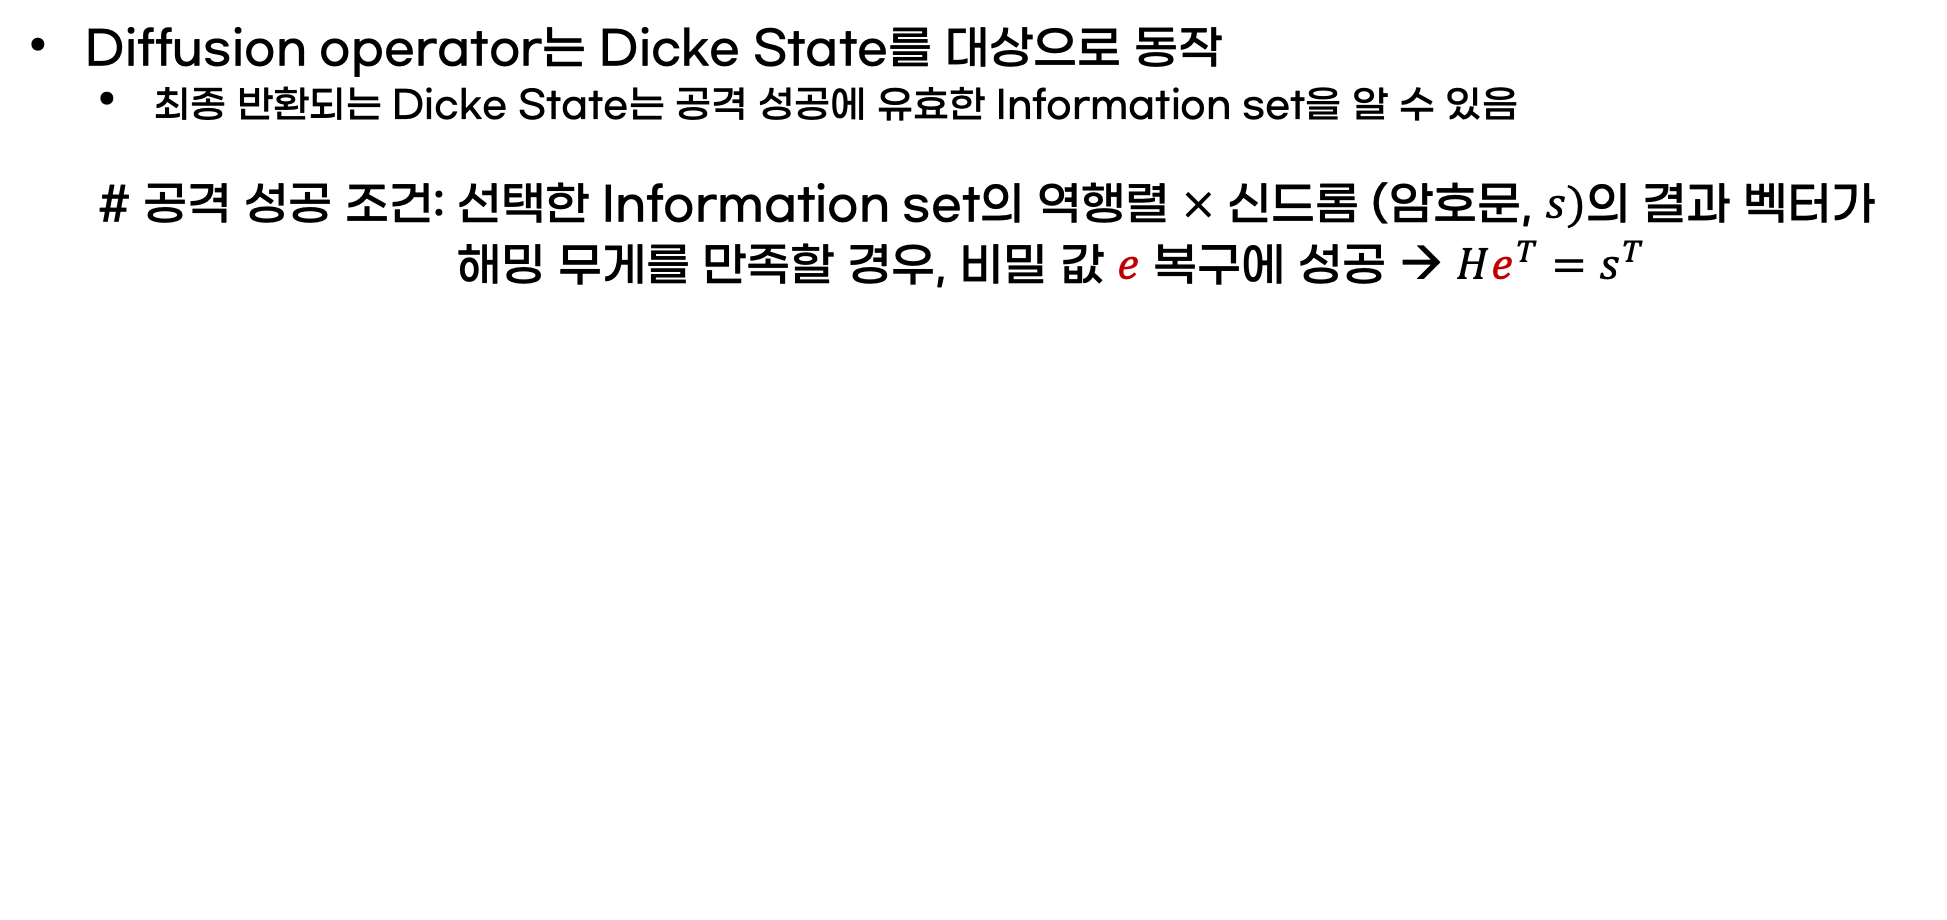 • Diffusion operator는 Dicke State를 대상으로 동작
• 최종 반환되는 Dicke State는 공격 성공에 유효한 Information set을 알 수 있음
# 공격 성공 조건: 선택한 Information set의 역행렬 × 신드롬 (암호문, s)의 결과 벡터가
해밍 무게를 만족할 경우, 비밀 값 e 복구에 성공 → Heᵀ = sᵀ